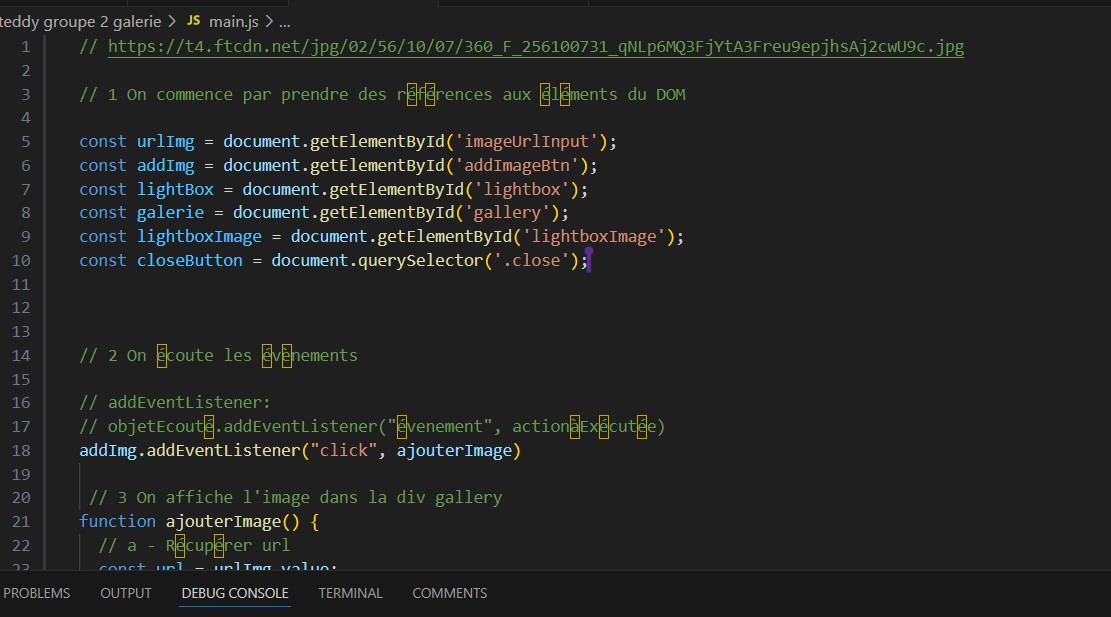 teddy groupe 2 galerie > JS main.js > ...
1 // https://t4.ftcdn.net/jpg/02/56/10/07/360_F_256100731_qNLp6MQ3FjYtA3Freu9epjhsAj2cwU9c.jpg
2
3 // 1 On commence par prendre des références aux éléments du DOM
4
5 const urlImg = document.getElementById('imageUrlInput');
6 const addImg = document.getElementById('addImageBtn');
7 const lightBox = document.getElementById('lightbox');
8 const galerie = document.getElementById('gallery');
9 const lightboxImage = document.getElementById('lightboxImage');
10 const closeButton = document.querySelector('.close');
11
12
13
14 // 2 On écoute les évènements
15
16 // addEventListener:
17 // objetEcouté.addEventListener("évenement", actionàExécutée)
18 addImg.addEventListener("click", ajouterImage)
19
20 // 3 On affiche l'image dans la div gallery
21 function ajouterImage() {
22 // a - Récupérer url
23 const url = urlImg.value;
PROBLEMS OUTPUT DEBUG CONSOLE TERMINAL COMMENTS